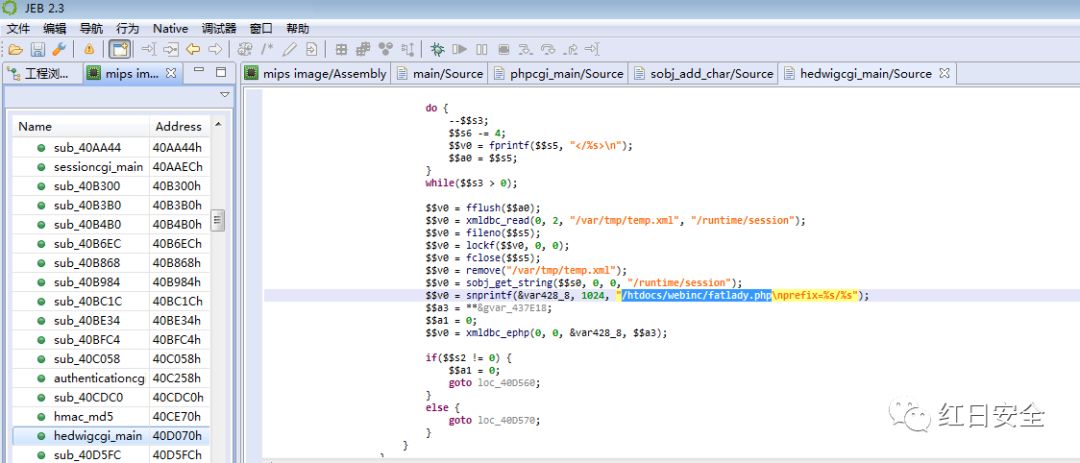 JEB 2.3
文件 编辑 导航 行为 Native 调试器 窗口 帮助
工程浏... mips im... mips image/Assembly main/Source phpcgi_main/Source sobj_add_char/Source hedwigcgi_main/Source
Name Address
sub_40AA44 40AA44h
sessioncgi_main 40AAECh
sub_40B300 40B300h
sub_40B3B0 40B3B0h
sub_40B4B0 40B4B0h
sub_40B6EC 40B6ECh
sub_40B868 40B868h
sub_40B984 40B984h
sub_40BC1C 40BC1Ch
sub_40BE34 40BE34h
sub_40BFC4 40BFC4h
sub_40C058 40C058h
authenticationcg 40C258h
sub_40CDC0 40CDC0h
hmac_md5 40CE70h
hedwigcgi_main 40D070h
sub_40D5FC 40D5FCh
do {
--$$s3;
$$s6 -= 4;
$$v0 = fprintf($$s5, "</%s>\n");
$$a0 = $$s5;
}
while($$s3 > 0);
$$v0 = fflush($$a0);
$$v0 = xmldbc_read(0, 2, "/var/tmp/temp.xml", "/runtime/session");
$$v0 = fileno($$s5);
$$v0 = lockf($$v0, 0, 0);
$$v0 = fclose($$s5);
$$v0 = remove("/var/tmp/temp.xml");
$$v0 = sobj_get_string($$s0, 0, 0, "/runtime/session");
$$v0 = snprintf(&var428_8, 1024, "/htdocs/webinc/fatlady.php\nprefix=%s/%s");
$$a3 = **&gvar_437E18;
$$a1 = 0;
$$v0 = xmldbc_ephp(0, 0, &var428_8, $$a3);
if($$s2 != 0) {
$$a1 = 0;
goto loc_40D560;
}
else {
goto loc_40D570;
}
}
红日安全